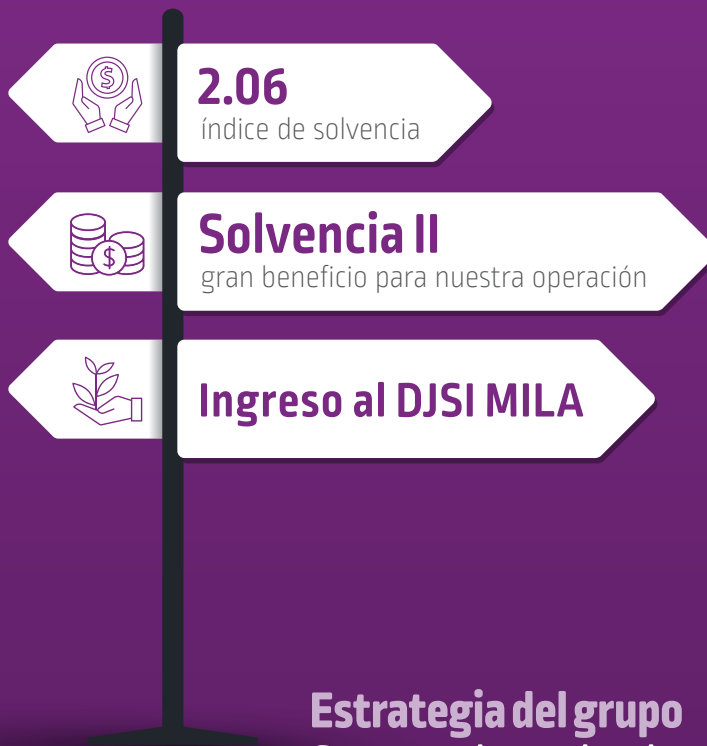 $
2.06
índice de solvencia
$
Solvencia II
gran beneficio para nuestra operación
Ingreso al DJSI MILA
Estrategia del grupo